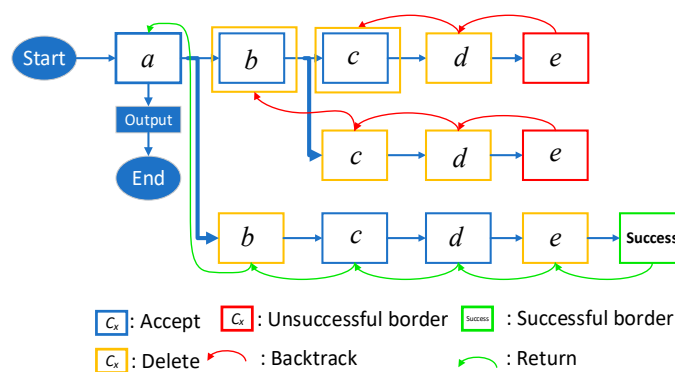 Start a b c d e
Output c d e
End
b c d e Success
Cx : Accept Cx : Unsuccessful border Success : Successful border
Cx : Delete : Backtrack : Return